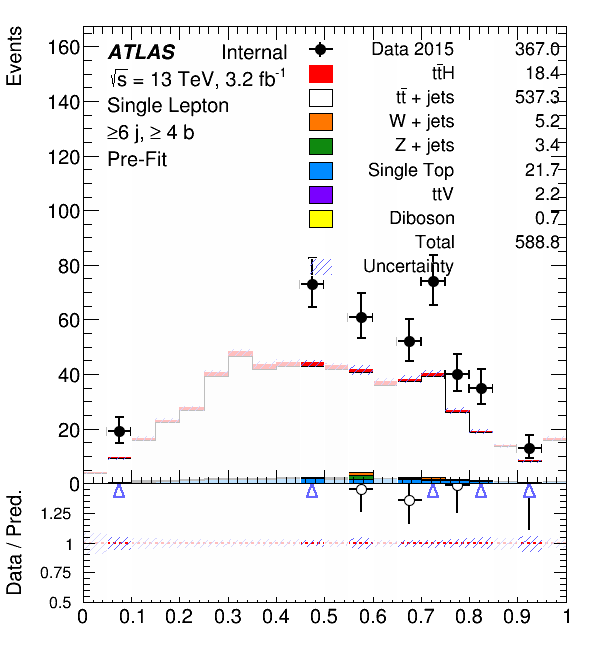 Events
160
140
120
100
80
60
40
20
0
ATLAS Internal
√s = 13 TeV, 3.2 fb-1
Single Lepton
≥6 j, ≥ 4 b
Pre-Fit
Data 2015 367.0
tt̄H 18.4
tt̄ + jets 537.3
W + jets 5.2
Z + jets 3.4
Single Top 21.7
ttV 2.2
Diboson 0.7
Total 588.8
Uncertainty
Data / Pred.
1.25
1
0.75
0.5
0 0.1 0.2 0.3 0.4 0.5 0.6 0.7 0.8 0.9 1